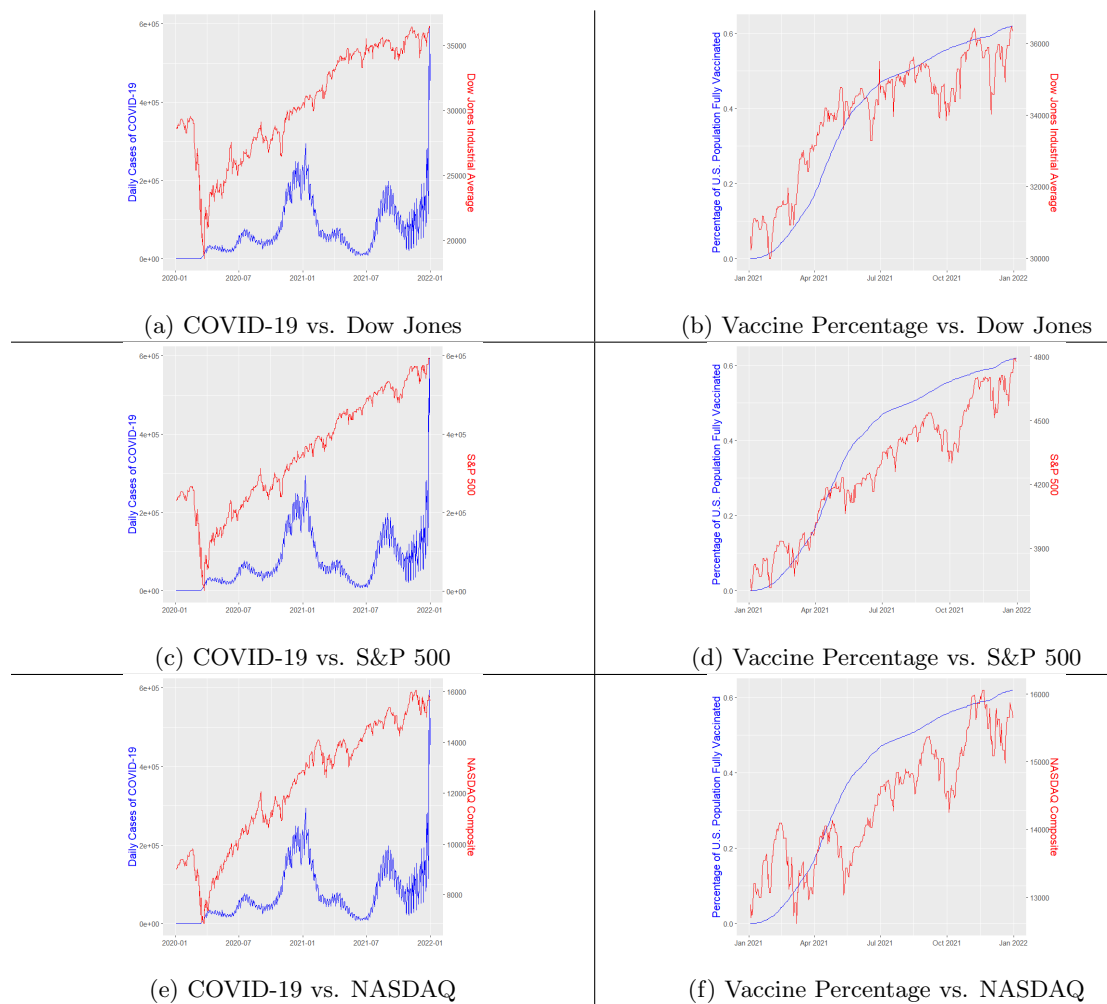 6e+05
4e+05
2e+05
0e+00
Daily Cases of COVID-19
35000
30000
25000
20000
Dow Jones Industrial Average
2020-01 2020-07 2021-01 2021-07 2022-01
(a) COVID-19 vs. Dow Jones
0.6
0.4
0.2
0.0
Percentage of U.S. Population Fully Vaccinated
36000
34000
32000
30000
Dow Jones Industrial Average
Jan 2021 Apr 2021 Jul 2021 Oct 2021 Jan 2022
(b) Vaccine Percentage vs. Dow Jones
6e+05
4e+05
2e+05
0e+00
Daily Cases of COVID-19
6e+05
4e+05
2e+05
0e+00
S&P 500
2020-01 2020-07 2021-01 2021-07 2022-01
(c) COVID-19 vs. S&P 500
0.6
0.4
0.2
0.0
Percentage of U.S. Population Fully Vaccinated
4800
4500
4200
3900
S&P 500
Jan 2021 Apr 2021 Jul 2021 Oct 2021 Jan 2022
(d) Vaccine Percentage vs. S&P 500
6e+05
4e+05
2e+05
0e+00
Daily Cases of COVID-19
16000
14000
12000
10000
8000
NASDAQ Composite
2020-01 2020-07 2021-01 2021-07 2022-01
(e) COVID-19 vs. NASDAQ
0.6
0.4
0.2
0.0
Percentage of U.S. Population Fully Vaccinated
16000
15000
14000
13000
NASDAQ Composite
Jan 2021 Apr 2021 Jul 2021 Oct 2021 Jan 2022
(f) Vaccine Percentage vs. NASDAQ